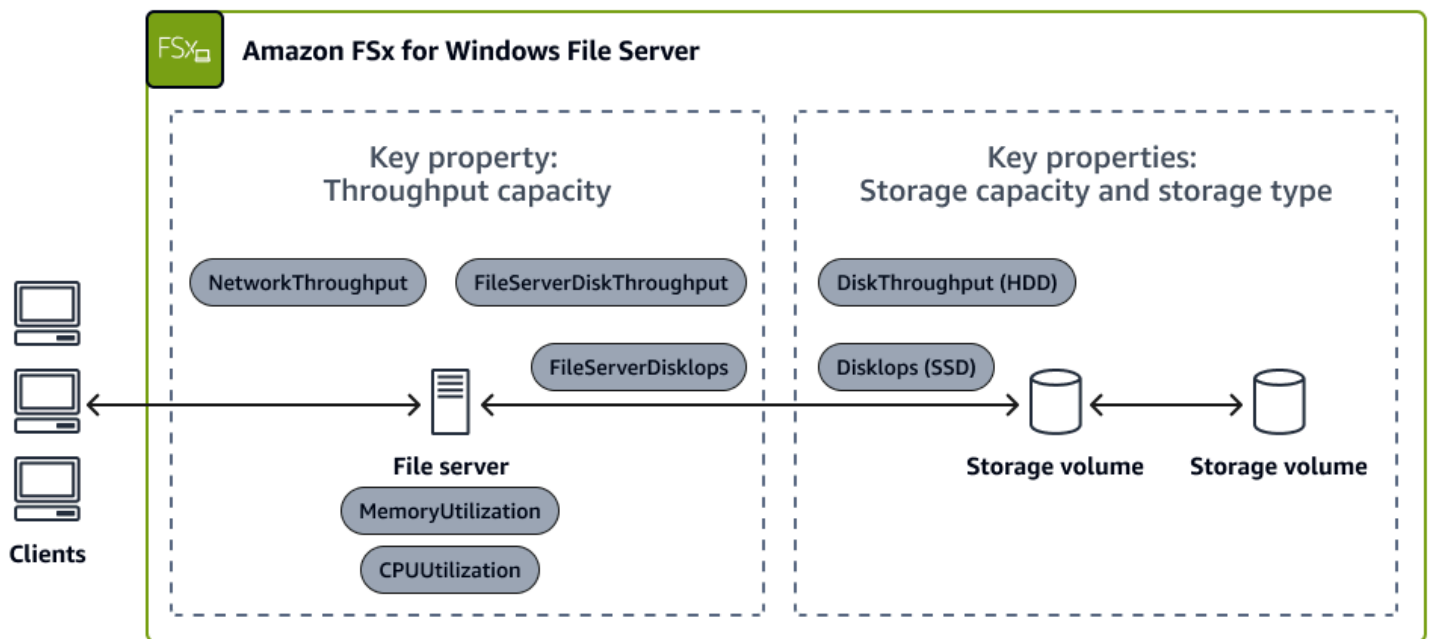 FSx
Amazon FSx for Windows File Server
Key property:
Throughput capacity
Key properties:
Storage capacity and storage type
NetworkThroughput
FileServerDiskThroughput
DiskThroughput (HDD)
FileServerDiskIops
DiskIops (SSD)
File server
Storage volume
Storage volume
MemoryUtilization
Clients
CPUUtilization